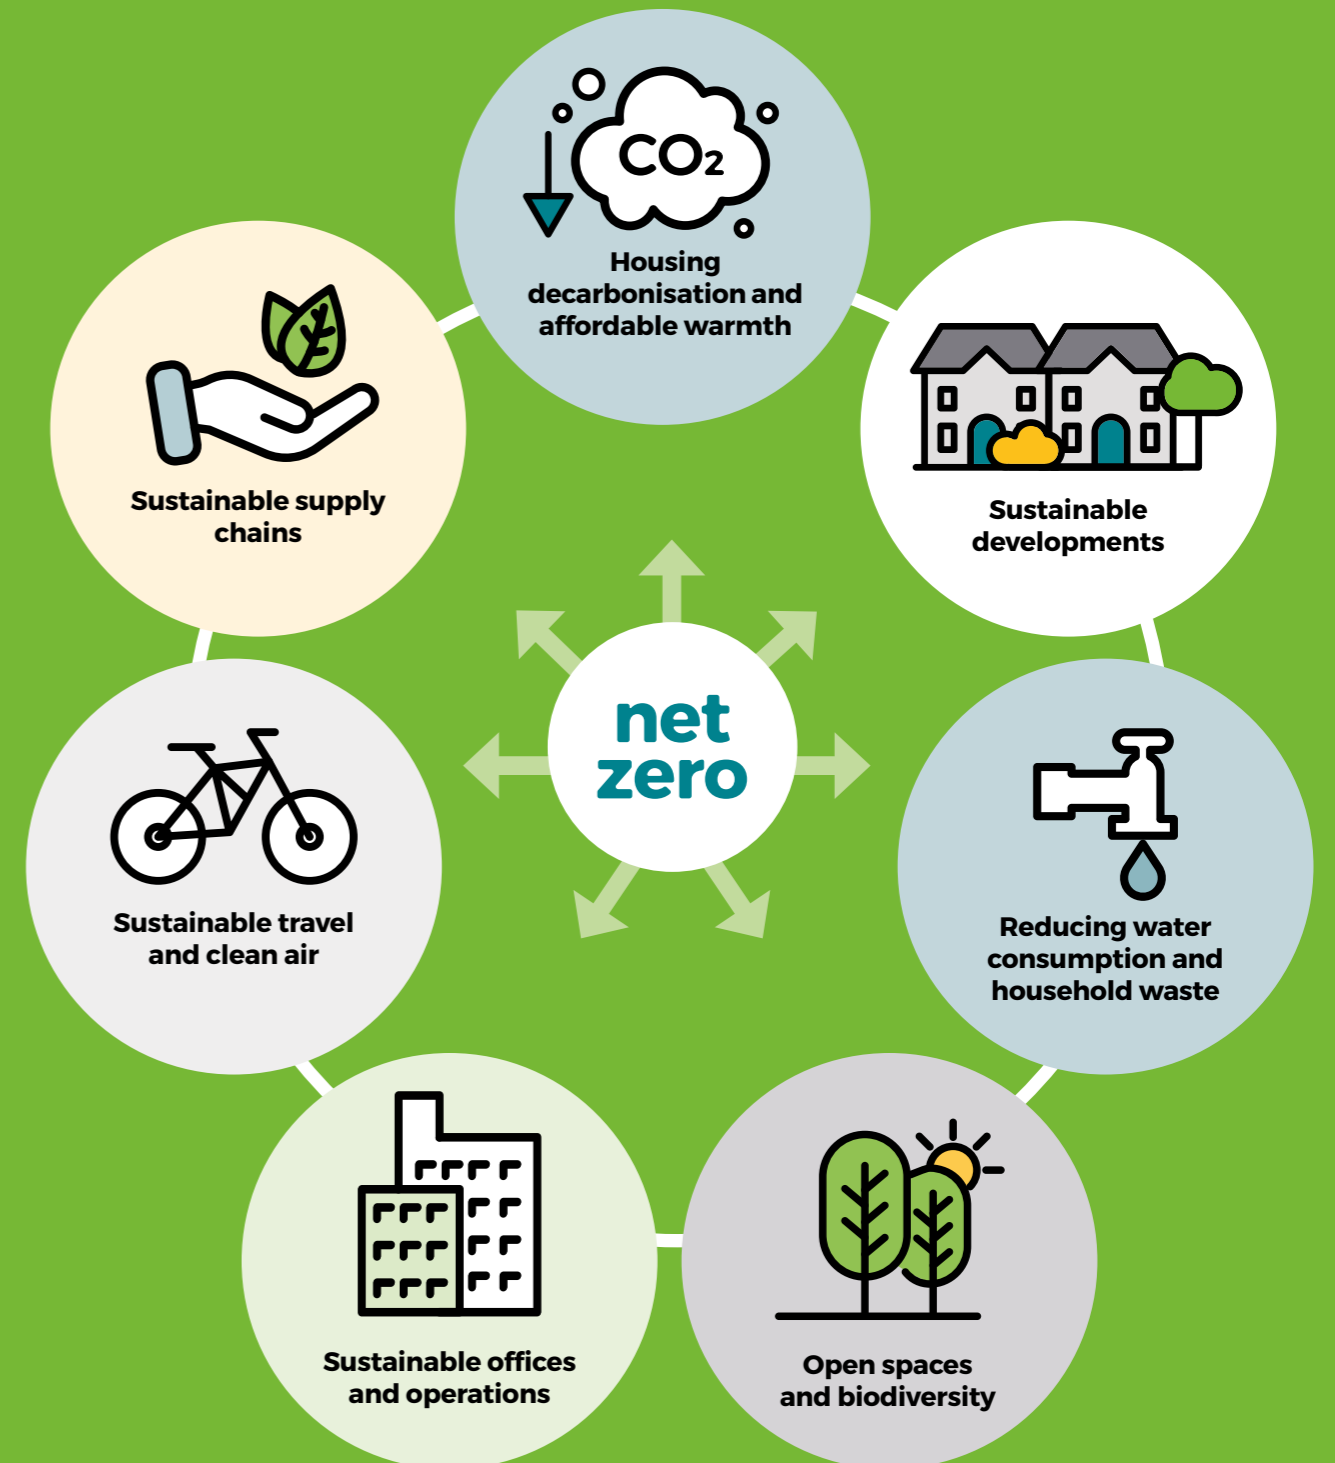 CO₂
Housing
decarbonisation and
affordable warmth
Sustainable
developments
Reducing water
consumption and
household waste
Open spaces
and biodiversity
Sustainable offices
and operations
Sustainable travel
and clean air
Sustainable supply
chains
net
zero